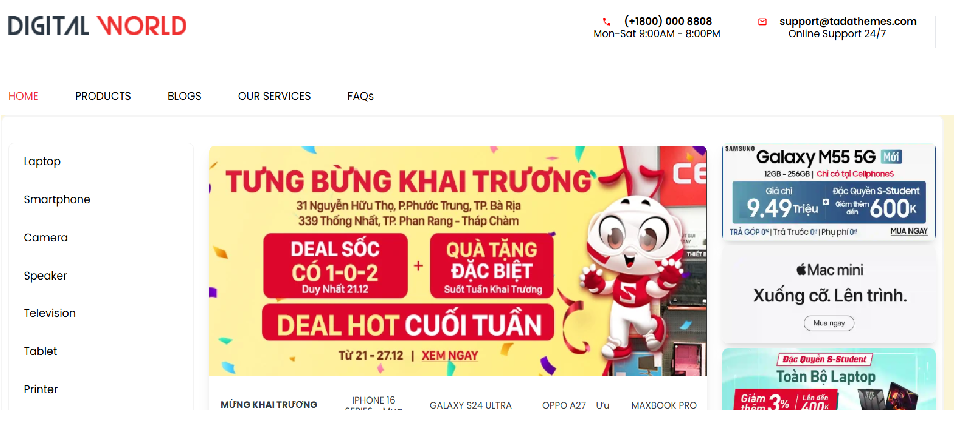 DIGITAL WORLD
(+1800) 000 8808
Mon-Sat 9:00AM - 8:00PM
support@tadathemes.com
Online Support 24/7
HOME PRODUCTS BLOGS OUR SERVICES FAQs
Laptop
Smartphone
Camera
Speaker
Television
Tablet
Printer
TƯNG BỪNG KHAI TRƯƠNG
31 Nguyễn Hữu Thọ, P.Phước Trung, TP. Bà Rịa
339 Thống Nhất, TP. Phan Rang - Tháp Chàm
DEAL SỐC
CÓ 1-0-2
Duy Nhất 21.12
+
QUÀ TẶNG
ĐẶC BIỆT
Suốt Tuần Khai Trương
DEAL HOT CUỐI TUẦN
Từ 21 - 27.12 | XEM NGAY
CE
S
MỪNG KHAI TRƯƠNG
IPHONE 16
GALAXY S24 ULTRA
OPPO A27 _ Ưu
MAXBOOK PRO
SAMSUNG
Galaxy M55 5G Mới
12GB - 256GB | Chỉ có tại CellphoneS
Giá chỉ
9.49 Triệu
Đặc Quyền S-Student
Giảm thêm đến 600K
TRẢ GÓP 0% | Trả Trước 0đ | Phụ phí 0đ MUA NGAY
Mac mini
Xuống cỡ. Lên trình.
Mua ngay
Đặc Quyền S-Student
Toàn Bộ Laptop
Giảm thêm 3%
Lên đến 400K